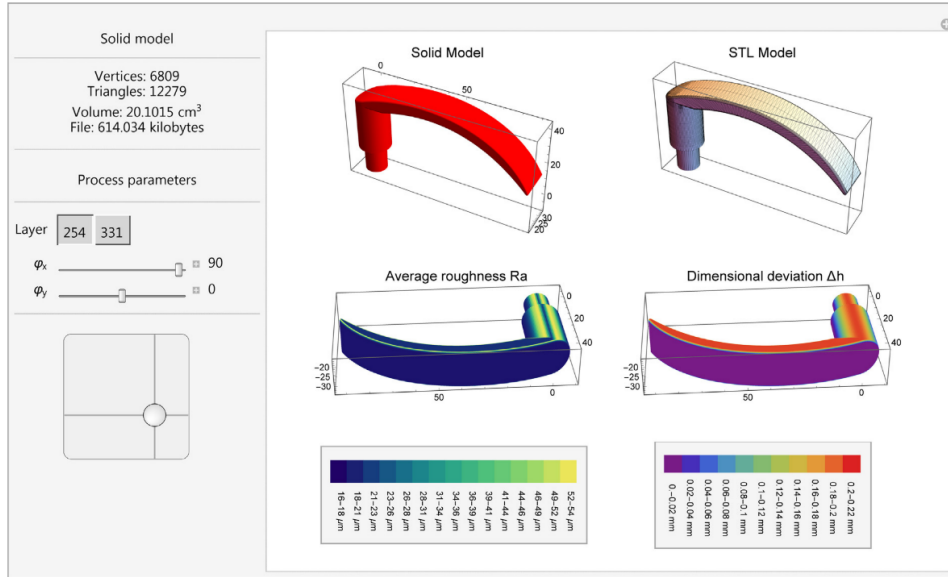 Solid model
Vertices: 6809
Triangles: 12279
Volume: 20.1015 cm³
File: 614.034 kilobytes
Process parameters
Layer 254 331
φx 90
φy 0
Solid Model
0
50
40
20
0
30
25
20
STL Model
Average roughness Ra
0
20
40
−20
−25
−30
50
0
Dimensional deviation Δh
0
20
40
−20
−25
−30
50
0
16–18 μm
18–21 μm
21–23 μm
23–26 μm
26–28 μm
28–31 μm
31–34 μm
34–36 μm
36–39 μm
39–41 μm
41–44 μm
44–46 μm
46–49 μm
49–52 μm
52–54 μm
0.–0.02 mm
0.02–0.04 mm
0.04–0.06 mm
0.06–0.08 mm
0.08–0.1 mm
0.1–0.12 mm
0.12–0.14 mm
0.14–0.16 mm
0.16–0.18 mm
0.18–0.2 mm
0.2–0.22 mm